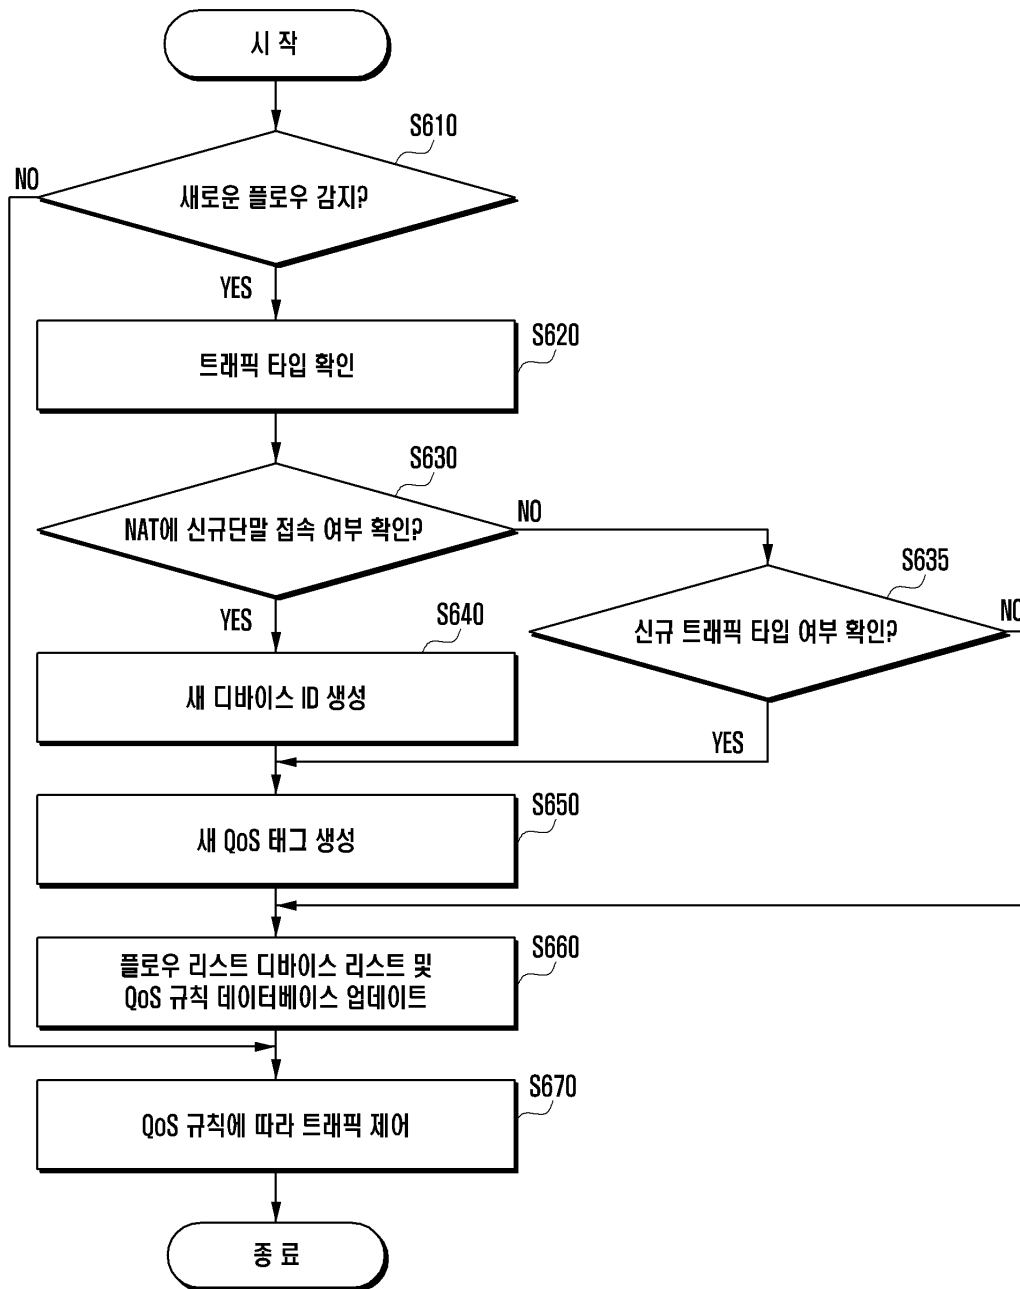 시 작
S610
NO
새로운 플로우 감지?
YES
S620
트래픽 타입 확인
S630
NAT에 신규단말 접속 여부 확인?
NO
S635
신규 트래픽 타입 여부 확인?
NO
YES
S640
새 디바이스 ID 생성
YES
S650
새 QoS 태그 생성
S660
플로우 리스트 디바이스 리스트 및
QoS 규칙 데이터베이스 업데이트
S670
QoS 규칙에 따라 트래픽 제어
종 료